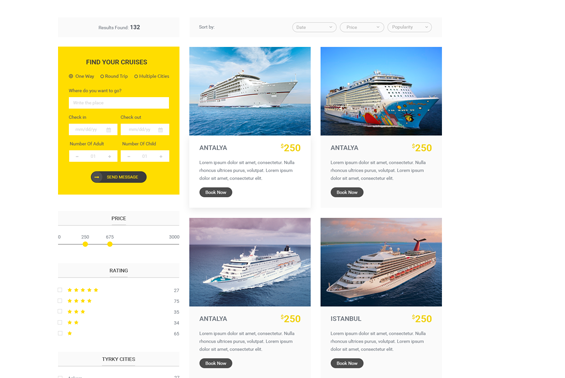 Results Found: 132
Sort by:
Date
Price
Popularity
FIND YOUR CRUISES
One Way
Round Trip
Multiple Cities
Where do you want to go?
Write the place
Check in
Check out
Number Of Adult
Number Of Child
SEND MESSAGE
PRICE
0
250
675
3000
RATING
27
75
35
34
65
TYRKY CITIES
ANTALYA
$250
Lorem ipsum dolor sit amet, consectetur. Nulla
rhoncus ultrices purus, volutpat. Lorem ipsum
dolor sit amet, consectetur elit.
Book Now
ANTALYA
$250
Lorem ipsum dolor sit amet, consectetur. Nulla
rhoncus ultrices purus, volutpat. Lorem ipsum
dolor sit amet, consectetur elit.
Book Now
ANTALYA
$250
Lorem ipsum dolor sit amet, consectetur. Nulla
rhoncus ultrices purus, volutpat. Lorem ipsum
dolor sit amet, consectetur elit.
Book Now
ISTANBUL
$250
Lorem ipsum dolor sit amet, consectetur. Nulla
rhoncus ultrices purus, volutpat. Lorem ipsum
dolor sit amet, consectetur elit.
Book Now